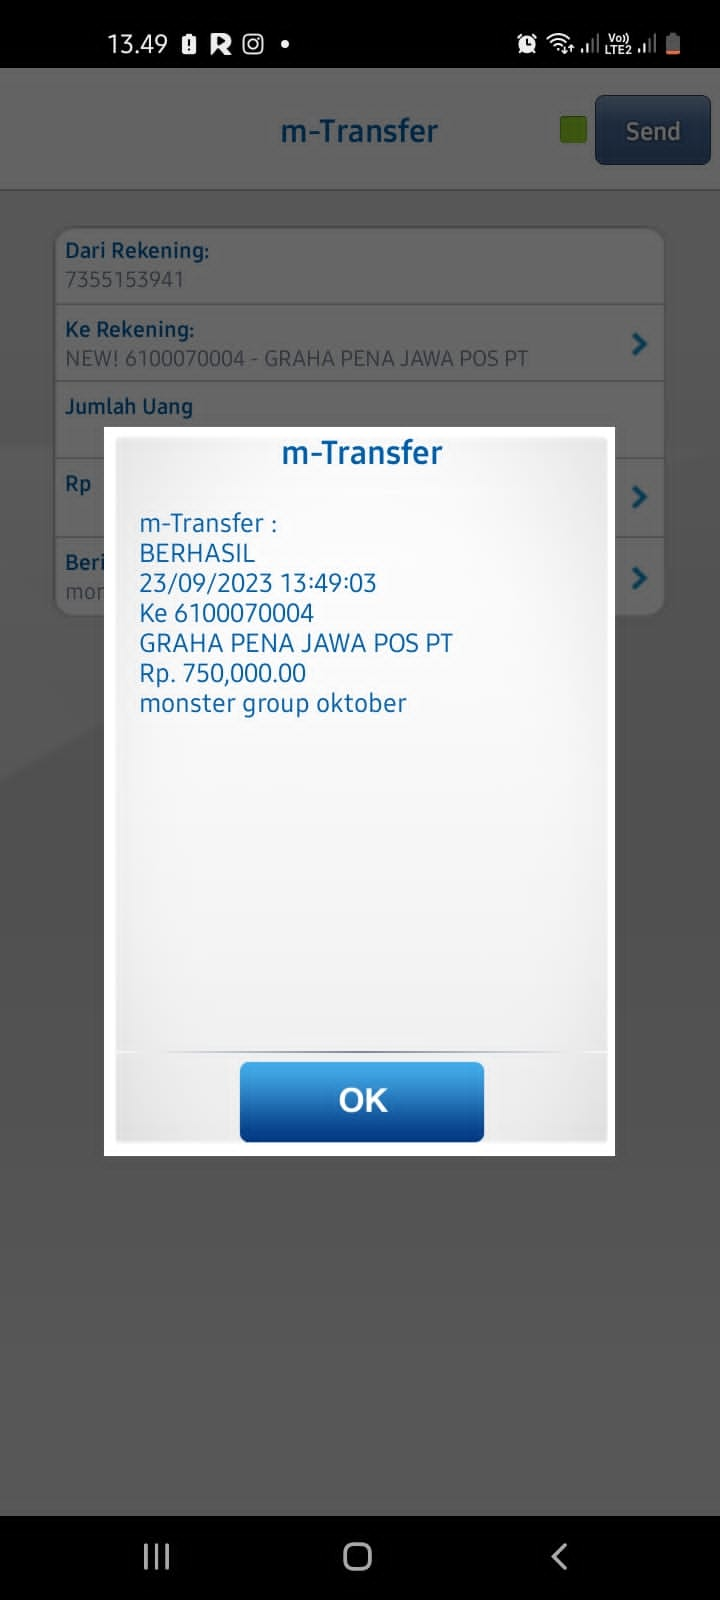 13.49
Vo))
LTE2
m-Transfer
Send
Dari Rekening:
7355153941
Ke Rekening:
NEW! 6100070004 - GRAHA PENA JAWA POS PT
Jumlah Uang
Rp
Beri
mon
m-Transfer
m-Transfer :
BERHASIL
23/09/2023 13:49:03
Ke 6100070004
GRAHA PENA JAWA POS PT
Rp. 750,000.00
monster group oktober
OK